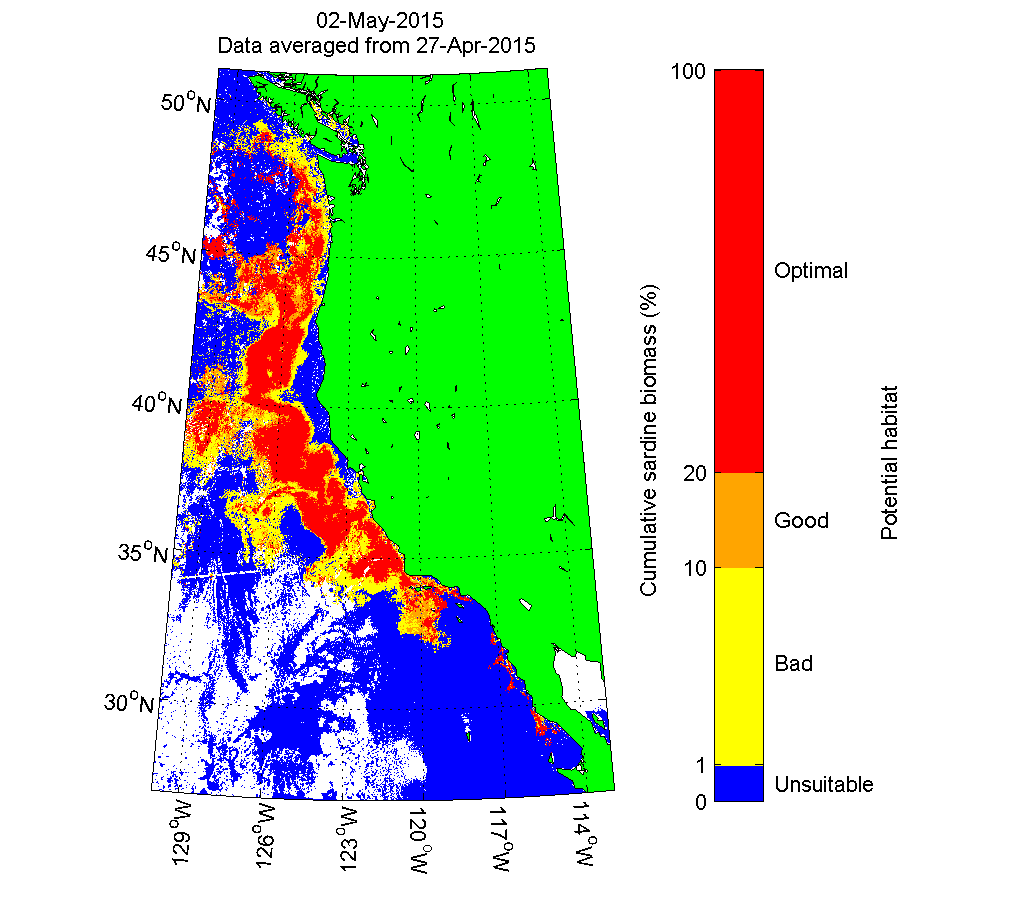 02-May-2015
Data averaged from 27-Apr-2015
50°N
45°N
40°N
35°N
30°N
129°W
126°W
123°W
120°W
117°W
114°W
Cumulative sardine biomass (%)
100
20
10
1
0
Optimal
Good
Bad
Unsuitable
Potential habitat